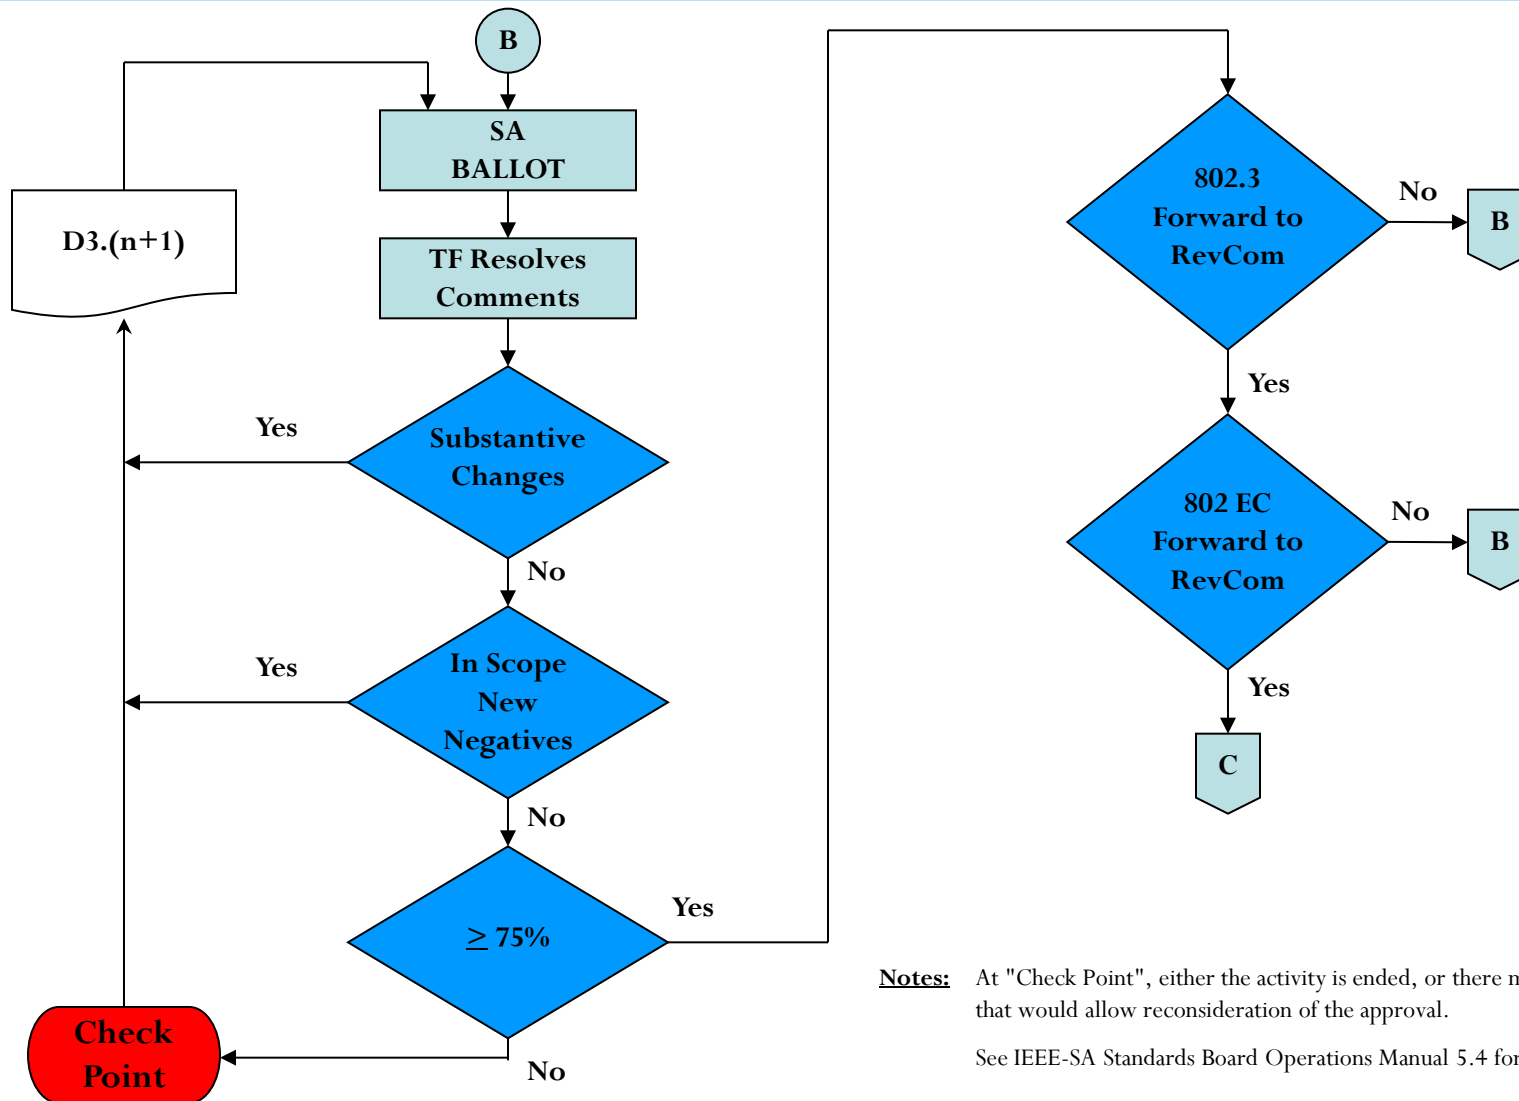 B
SA
BALLOT
D3.(n+1)
TF Resolves
Comments
Yes
Substantive
Changes
No
Yes
In Scope
New
Negatives
No
≥ 75%
Yes
No
Check
Point
802.3
Forward to
RevCom
No
B
Yes
802 EC
Forward to
RevCom
No
B
Yes
C
Notes: At "Check Point", either the activity is ended, or there
that would allow reconsideration of the approval.
See IEEE-SA Standards Board Operations Manual 5.4 for